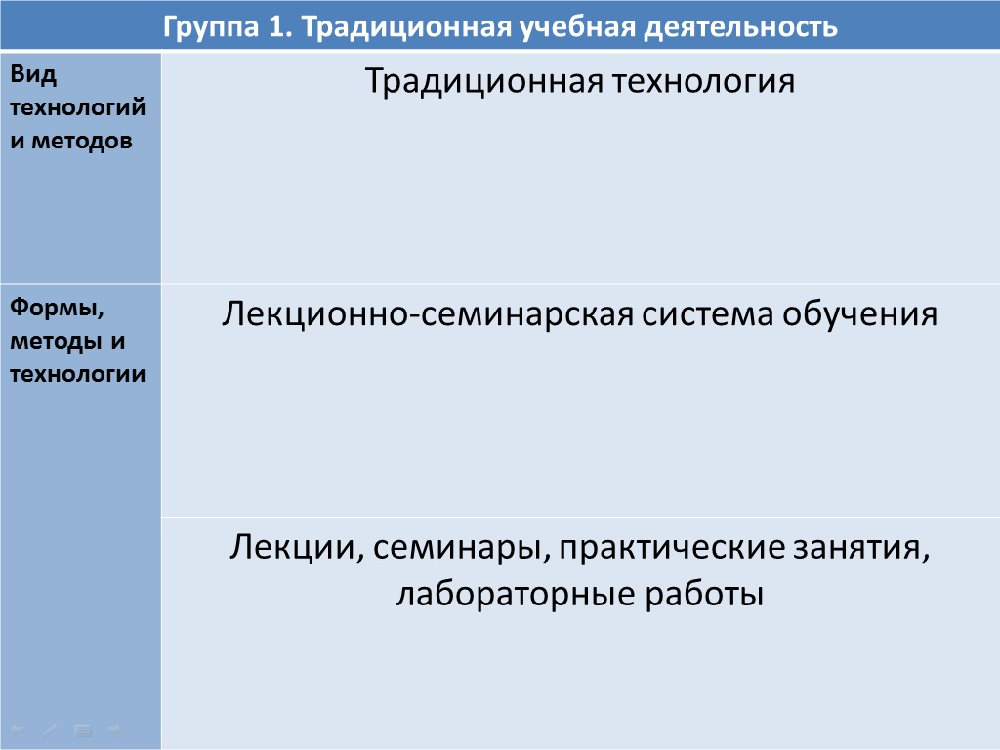 Группа 1. Традиционная учебная деятельность
Вид
технологий
и методов
Традиционная технология
Формы,
методы и
технологии
Лекционно-семинарская система обучения
Лекции, семинары, практические занятия,
лабораторные работы